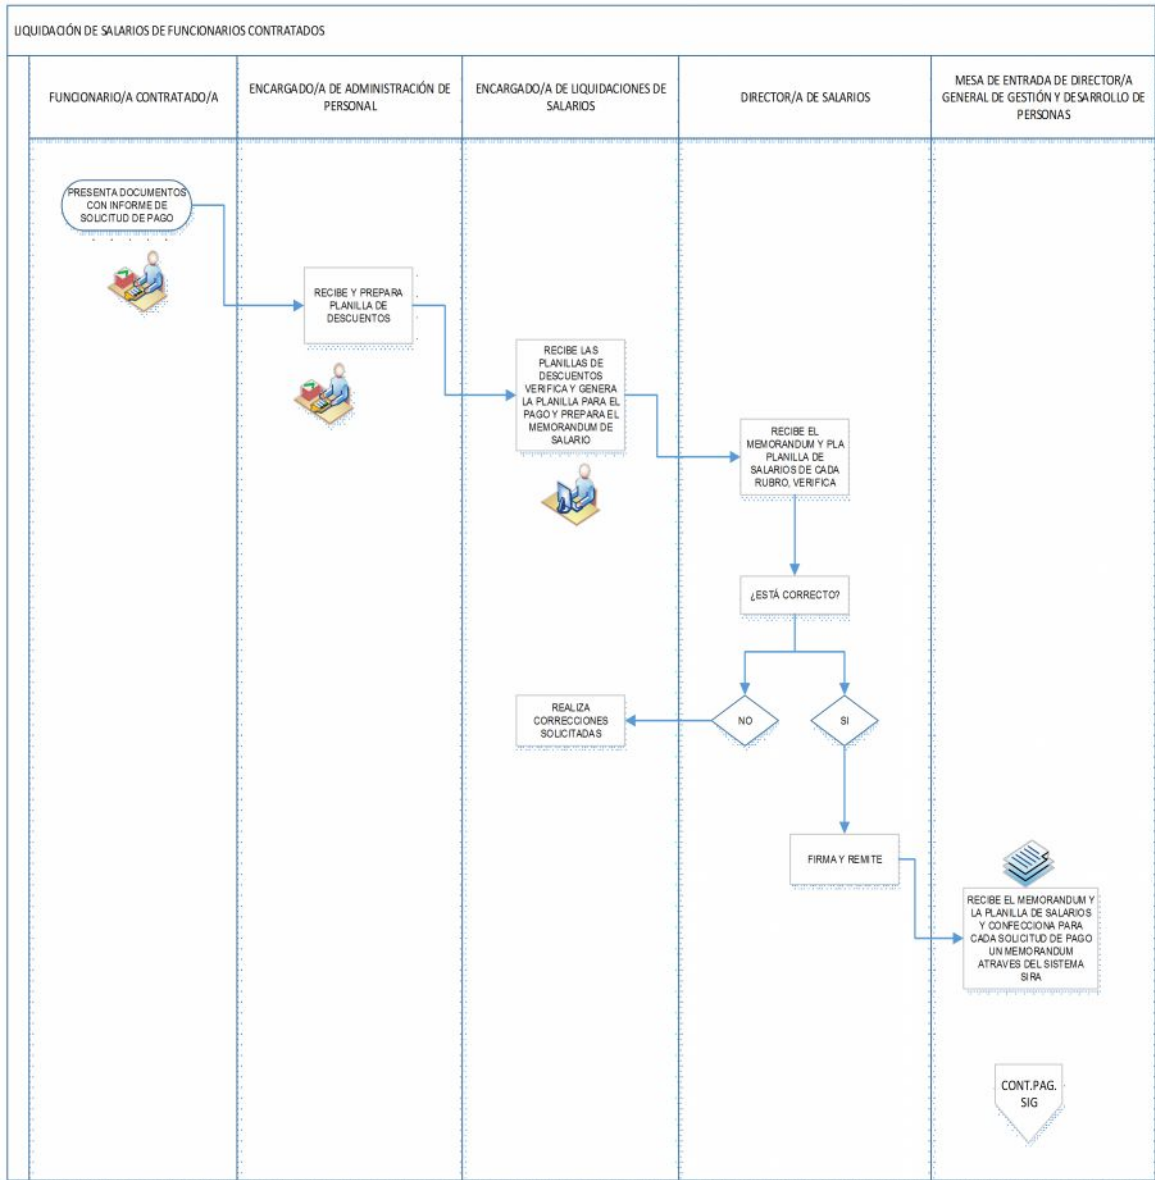 LIQUIDACIÓN DE SALARIOS DE FUNCIONARIOS CONTRATADOS
FUNCIONARIO/A CONTRATADO/A
ENCARGADO/A DE ADMINISTRACIÓN DE
PERSONAL
ENCARGADO/A DE LIQUIDACIONES DE
SALARIOS
DIRECTOR/A DE SALARIOS
MESA DE ENTRADA DE DIRECTOR/A
GENERAL DE GESTIÓN Y DESARROLLO DE
PERSONAS
PRESENTA DOCUMENTOS
CON INFORME DE
SOLICITUD DE PAGO
RECIBE Y PREPARA
PLANILLA DE
DESCUENTOS
RECIBE LAS
PLANILLAS DE
DESCUENTOS
VERIFICA Y GENERA
LA PLANILLA PARA EL
PAGO Y PREPARA EL
MEMORANDUM DE
SALARIO
RECIBE EL
MEMORANDUM Y PLA
PLANILLA DE
SALARIOS DE CADA
RUBRO, VERIFICA
¿ESTÁ CORRECTO?
REALIZA
CORRECCIONES
SOLICITADAS
NO
SI
FIRMA Y REMITE
RECIBE EL MEMORANDUM Y
LA PLANILLA DE SALARIOS
Y CONFECCIONA PARA
CADA SOLICITUD DE PAGO
UN MEMORANDUM
ATRAVES DEL SISTEMA
SIRA
CONT.PAG.
SIG